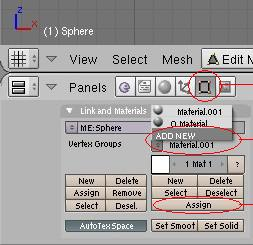 (1) Sphere
View Select Mesh Edit M
Panels
Link and Materials
Material.001
0 Material
ADD NEW
Material.001
ME:Sphere
Vertex Groups
1 Mat 1 ?
New Delete New Delete
Assign Remove Select Deselect
Select Desel. Assign
AutoTexSpace Set Smoot Set Solid